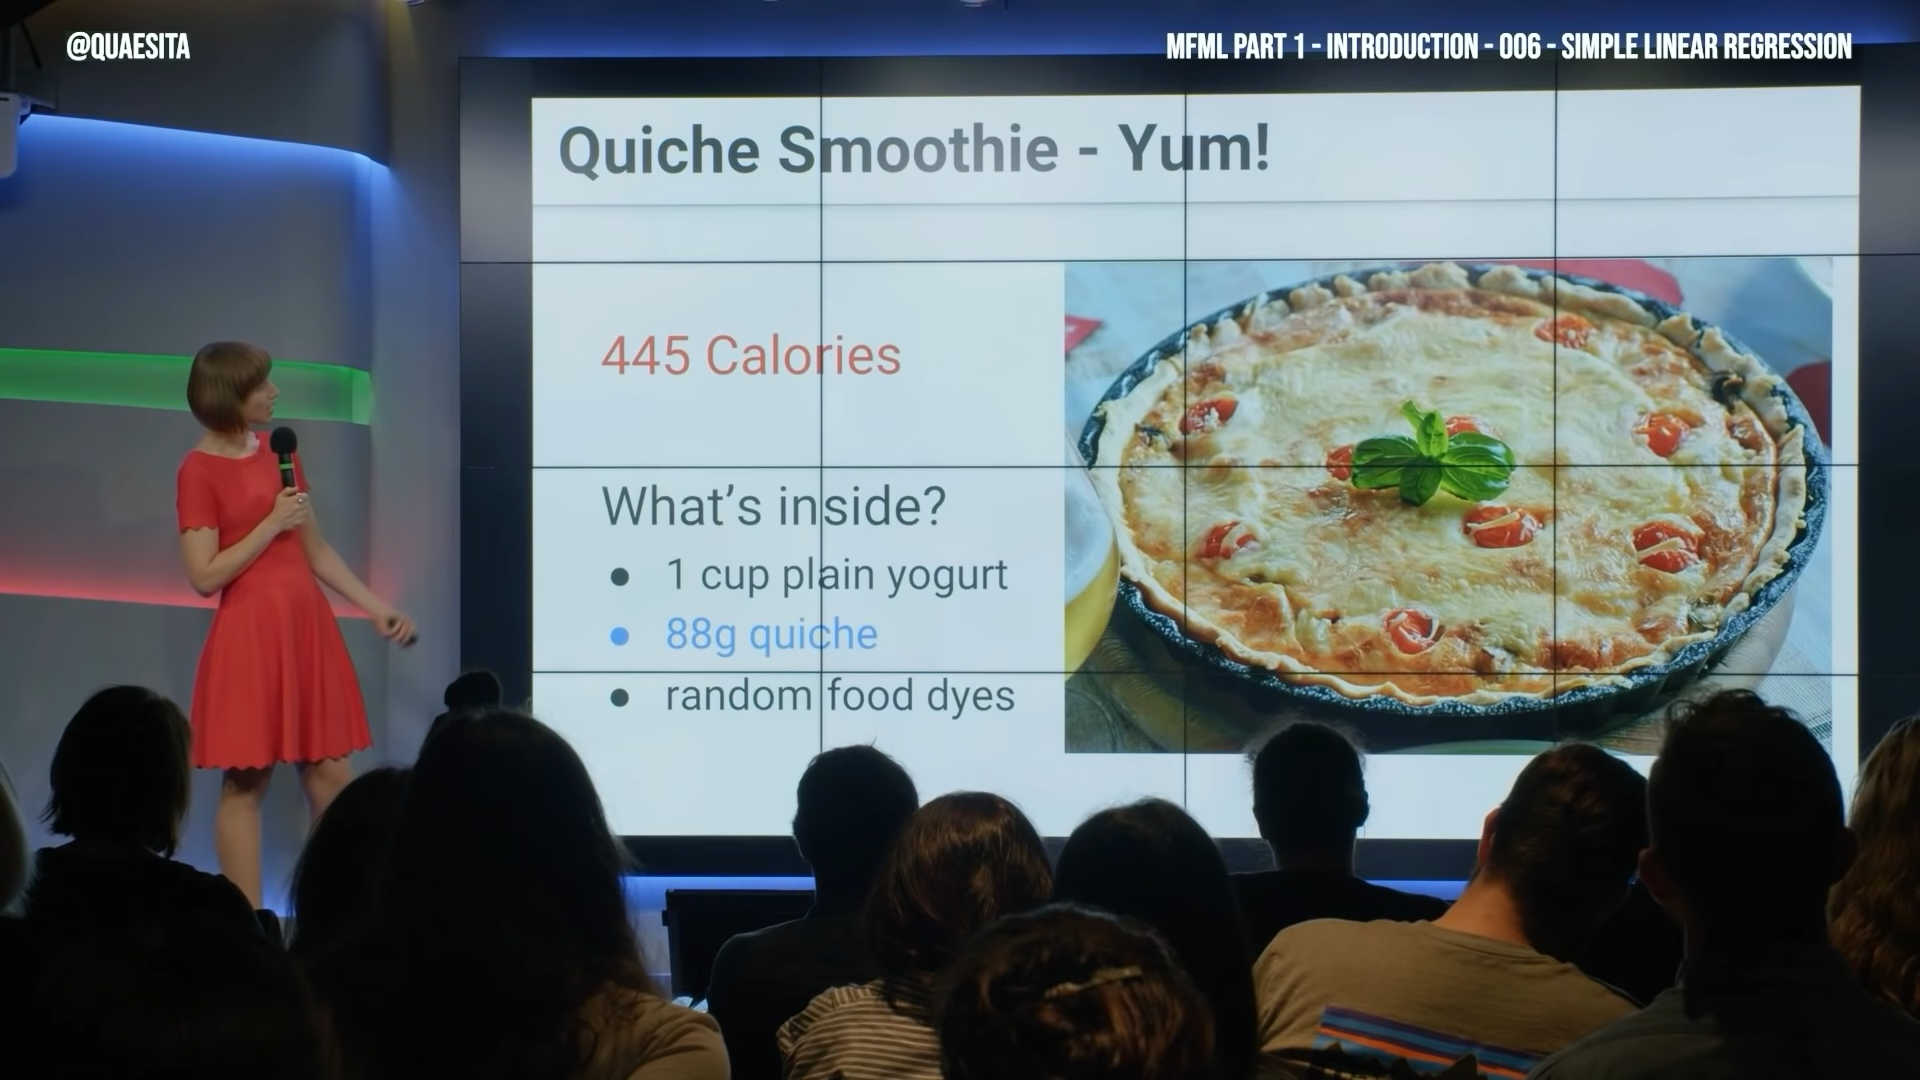 @QUAESITA
MFML PART 1 - INTRODUCTION - 006 - SIMPLE LINEAR REGRESSION
Quiche Smoothie - Yum!
445 Calories
What's inside?
● 1 cup plain yogurt
● 88g quiche
● random food dyes